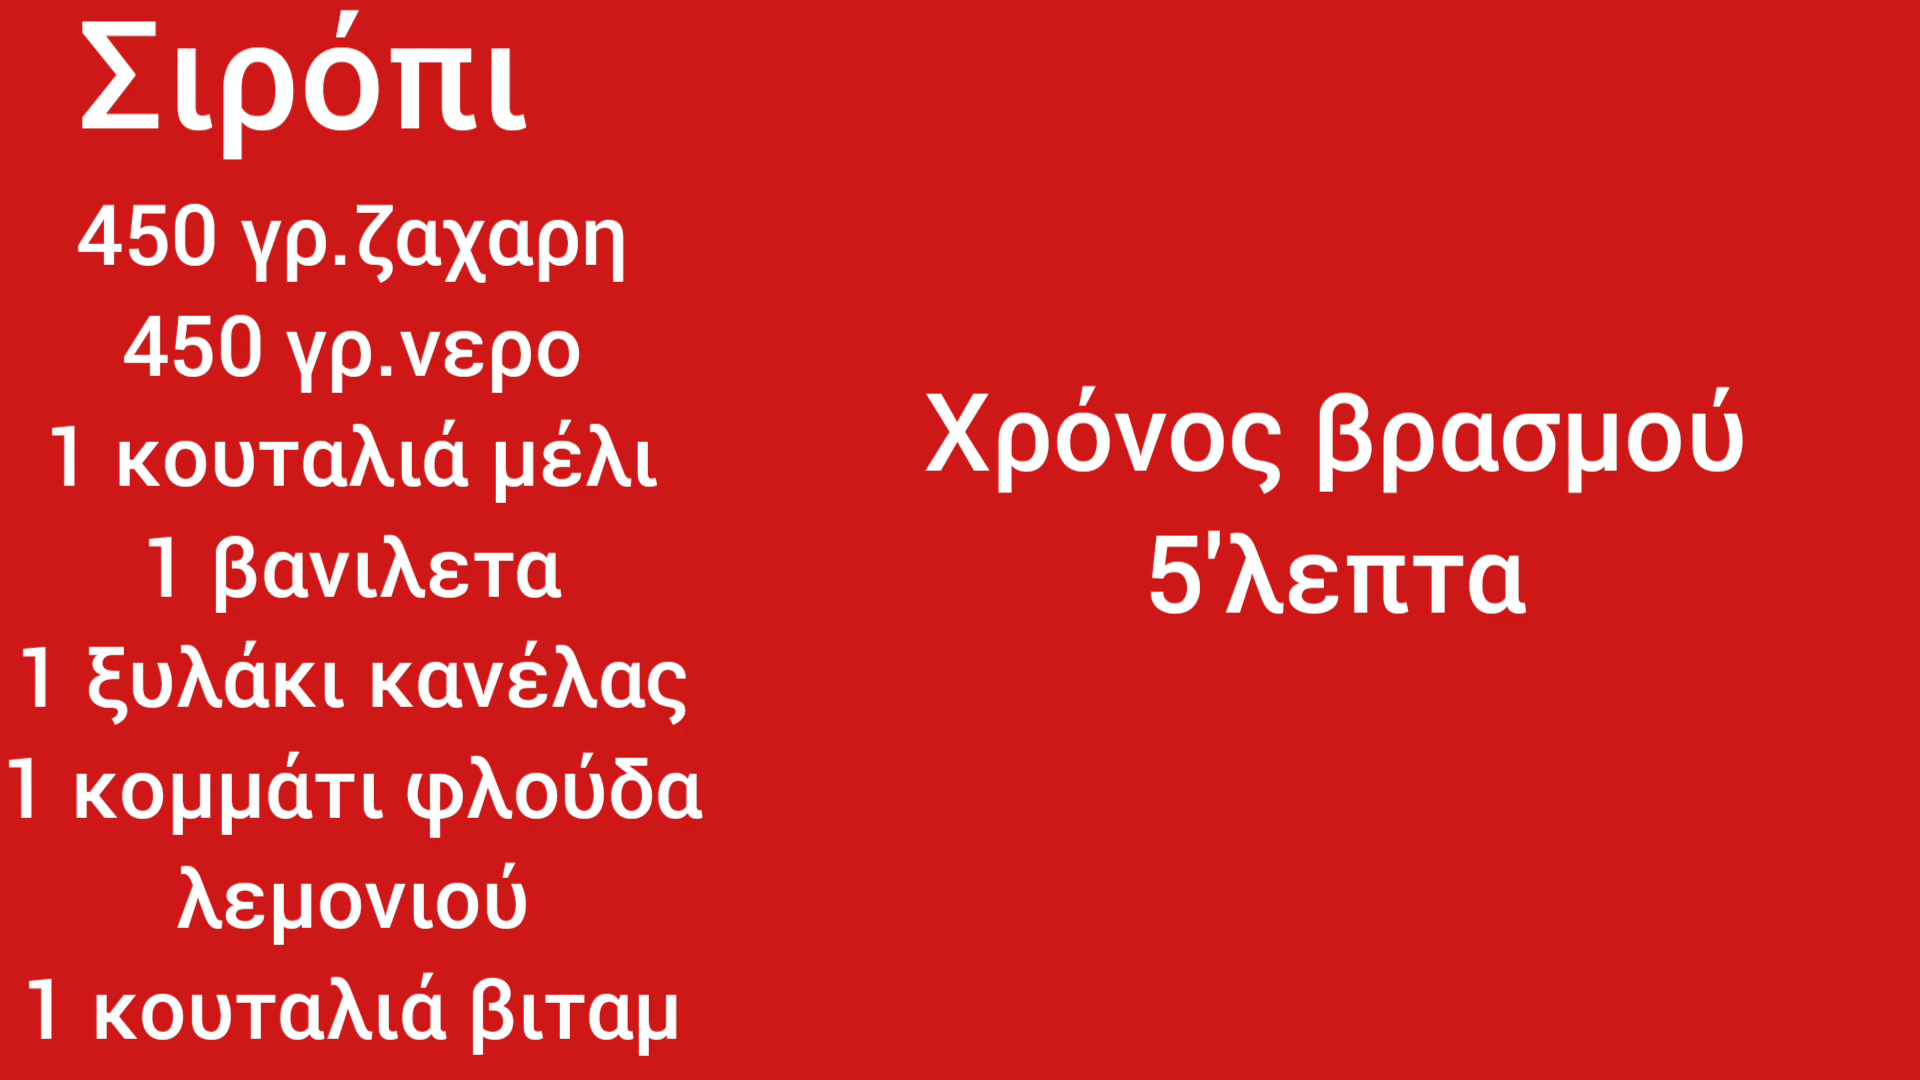 Σιρόπι
450 γρ.ζαχαρη
450 γρ.νερο
1 κουταλιά μέλι
1 βανιλετα
1 ξυλάκι κανέλας
1 κομμάτι φλούδα
λεμονιού
1 κουταλιά βιταμ
Χρόνος βρασμού
5'λεπτα